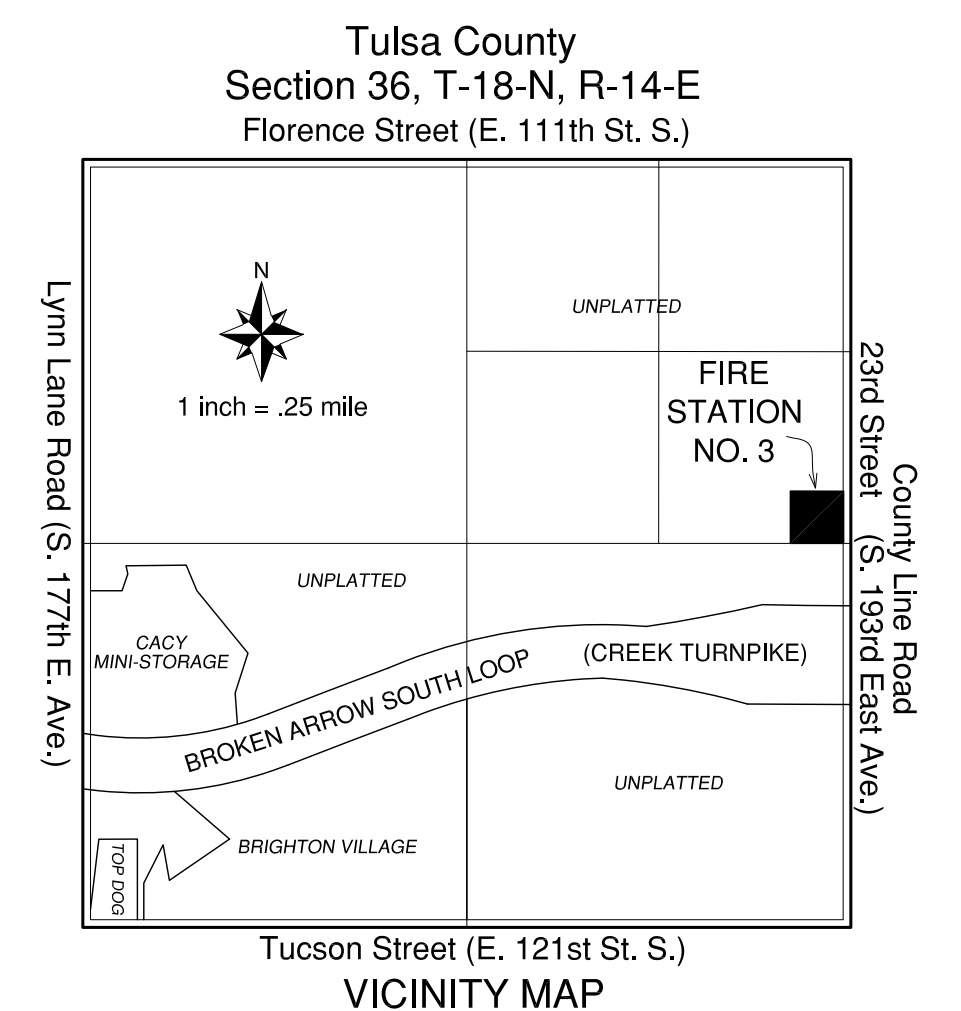 Tulsa County
Section 36, T-18-N, R-14-E
Florence Street (E. 111th St. S.)
N
1 inch = .25 mile
UNPLATTED
FIRE
STATION
NO. 3
Lynn Lane Road (S. 177th E. Ave.)
23rd Street (S. 193rd East Ave.)
County Line Road
UNPLATTED
CACY
MINI-STORAGE
BROKEN ARROW SOUTH LOOP
(CREEK TURNPIKE)
UNPLATTED
BRIGHTON VILLAGE
TOP DOG
Tucson Street (E. 121st St. S.)
VICINITY MAP